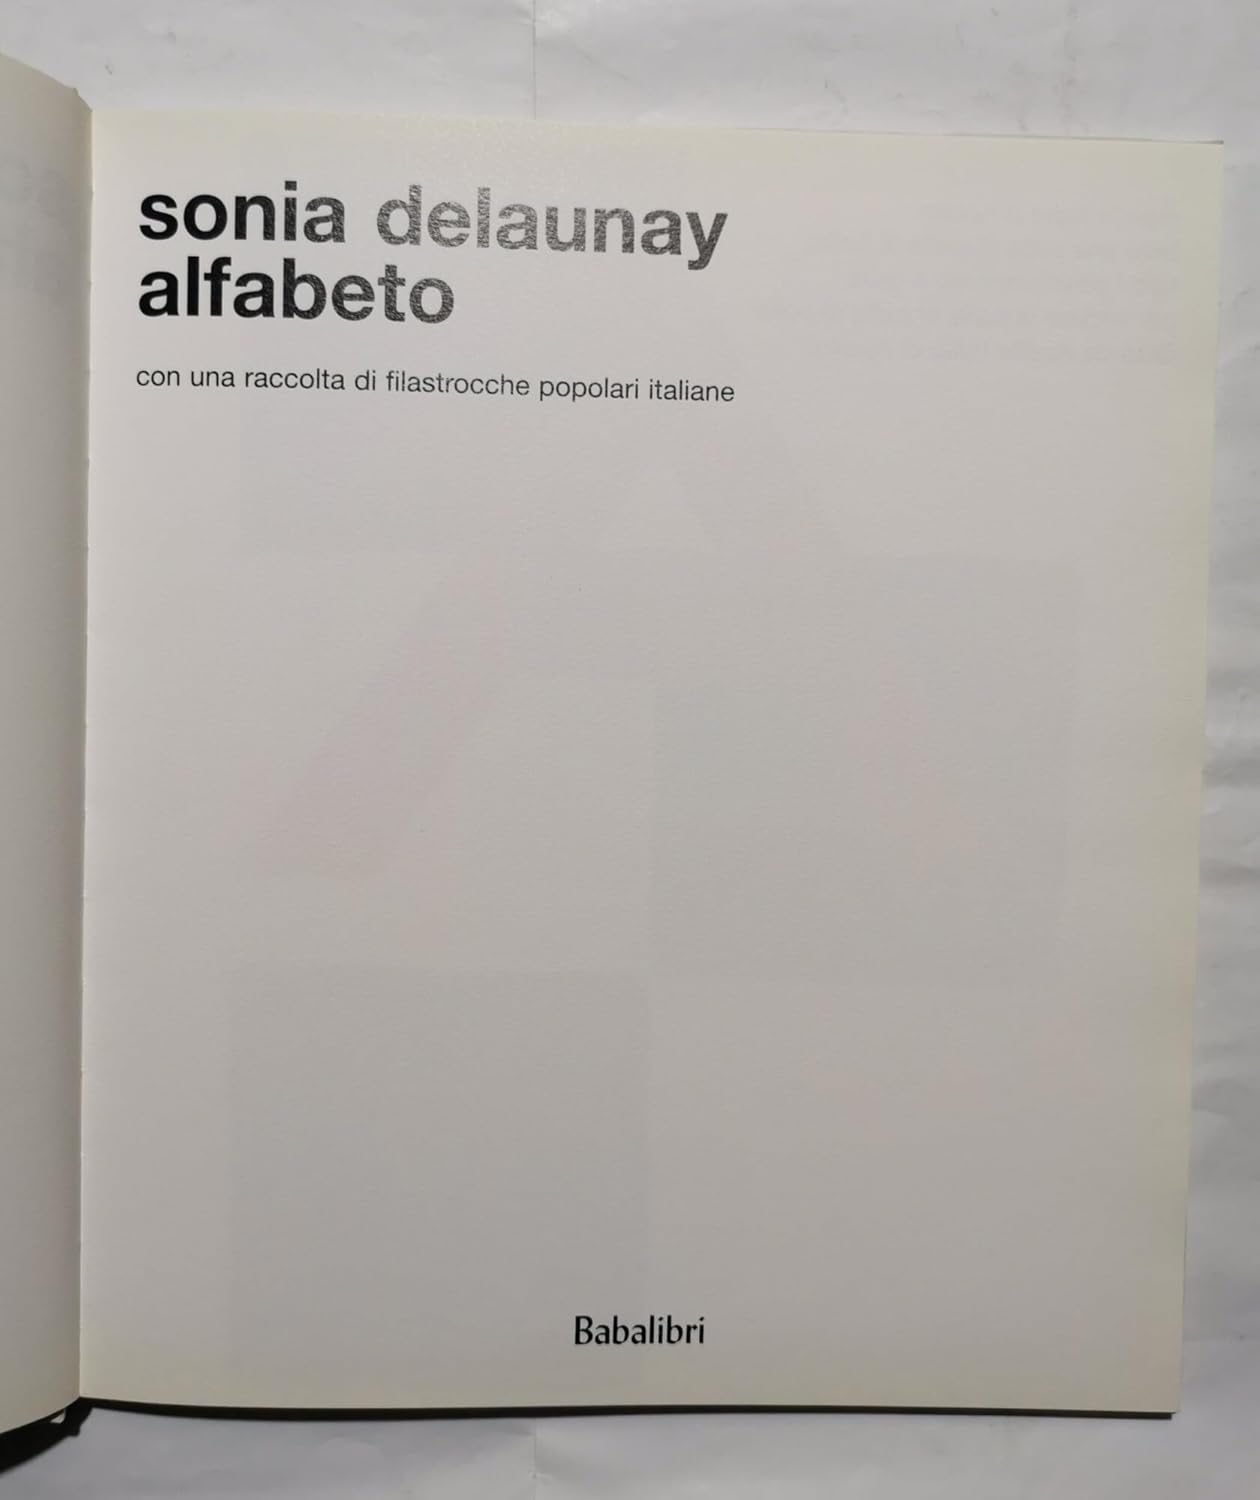 sonia delaunay
alfabeto
con una raccolta di filastrocche popolari italiane
Babalibri